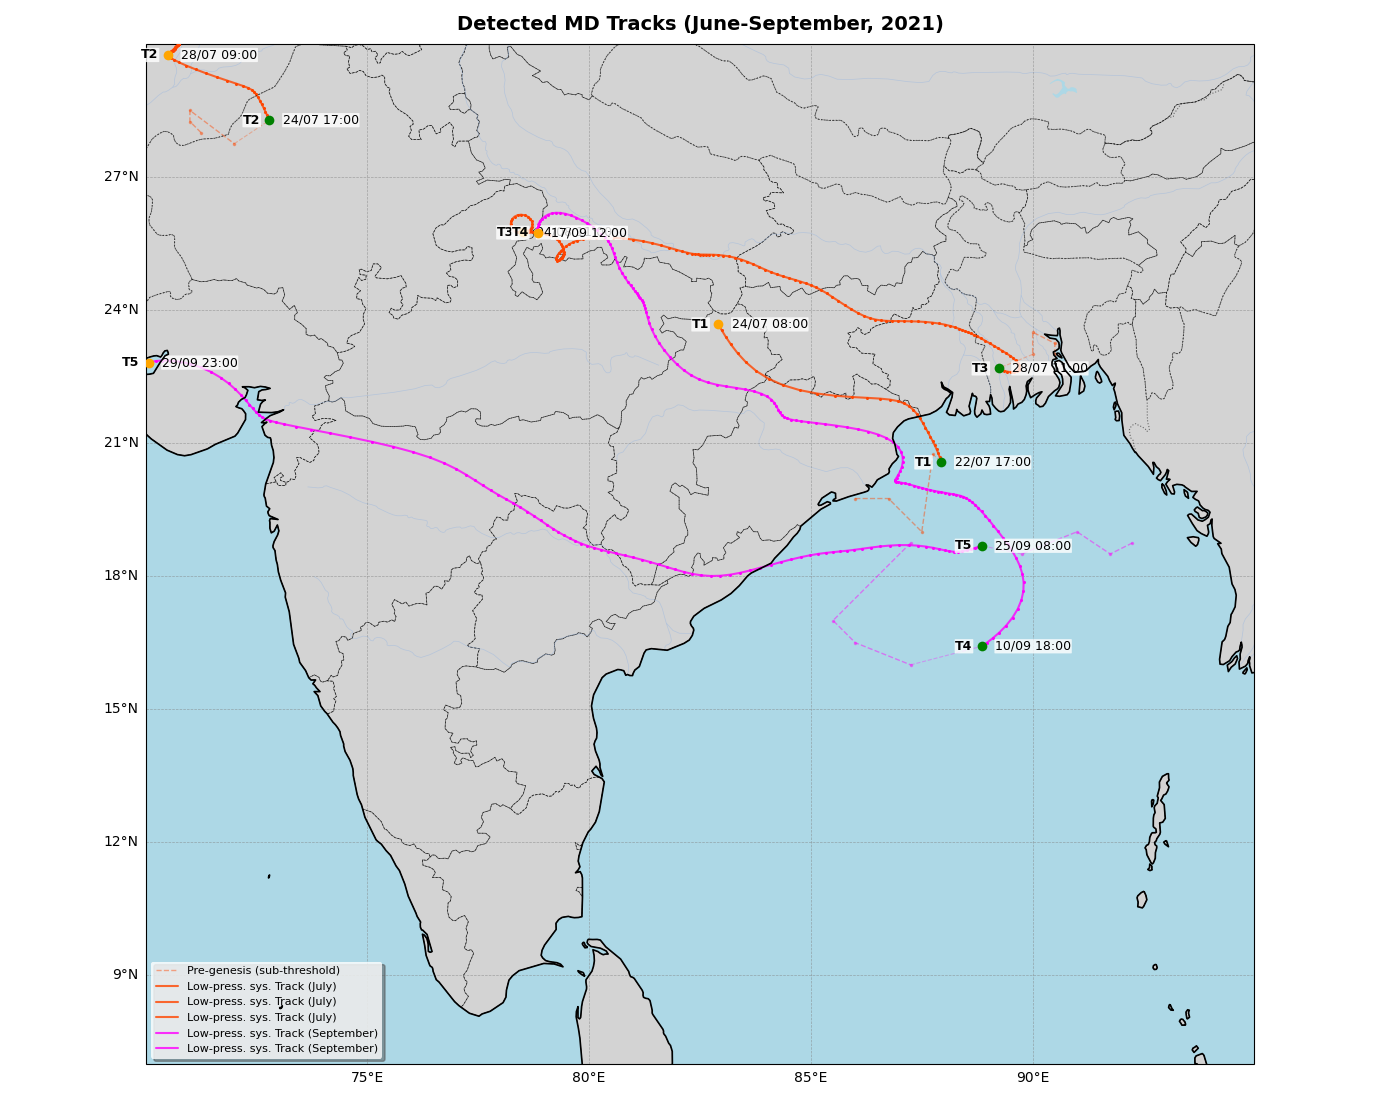 Detected MD Tracks (June-September, 2021)
T2 28/07 09:00
T2 24/07 17:00
27°N
T3 T4 17/09 12:00
24°N
T1 24/07 08:00
T5 29/09 23:00
T3 28/07 11:00
21°N
T1 22/07 17:00
T5 25/09 08:00
18°N
T4 10/09 18:00
15°N
12°N
9°N
Pre-genesis (sub-threshold)
Low-press. sys. Track (July)
Low-press. sys. Track (July)
Low-press. sys. Track (July)
Low-press. sys. Track (September)
Low-press. sys. Track (September)
75°E 80°E 85°E 90°E